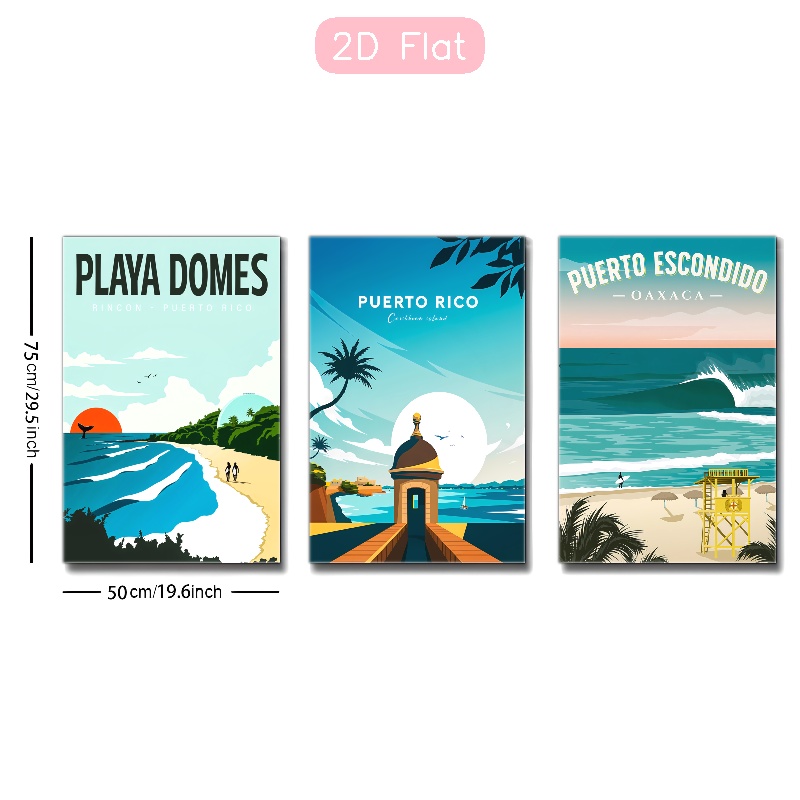 2D Flat
PLAYA DOMES
RINCON - PUERTO RICO
PUERTO RICO
Caribbean island
PUERTO ESCONDIDO
— OAXACA —
75cm/29.5inch
50cm/19.6inch